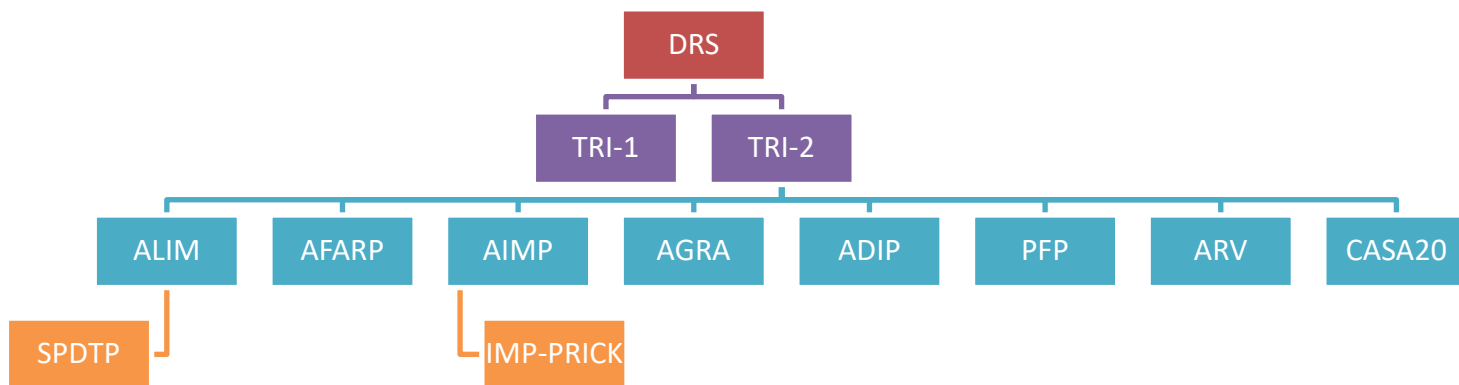 DRS
TRI-1
TRI-2
ALIM
AFARP
AIMP
AGRA
ADIP
PFP
ARV
CASA20
SPDTP
IMP-PRICK